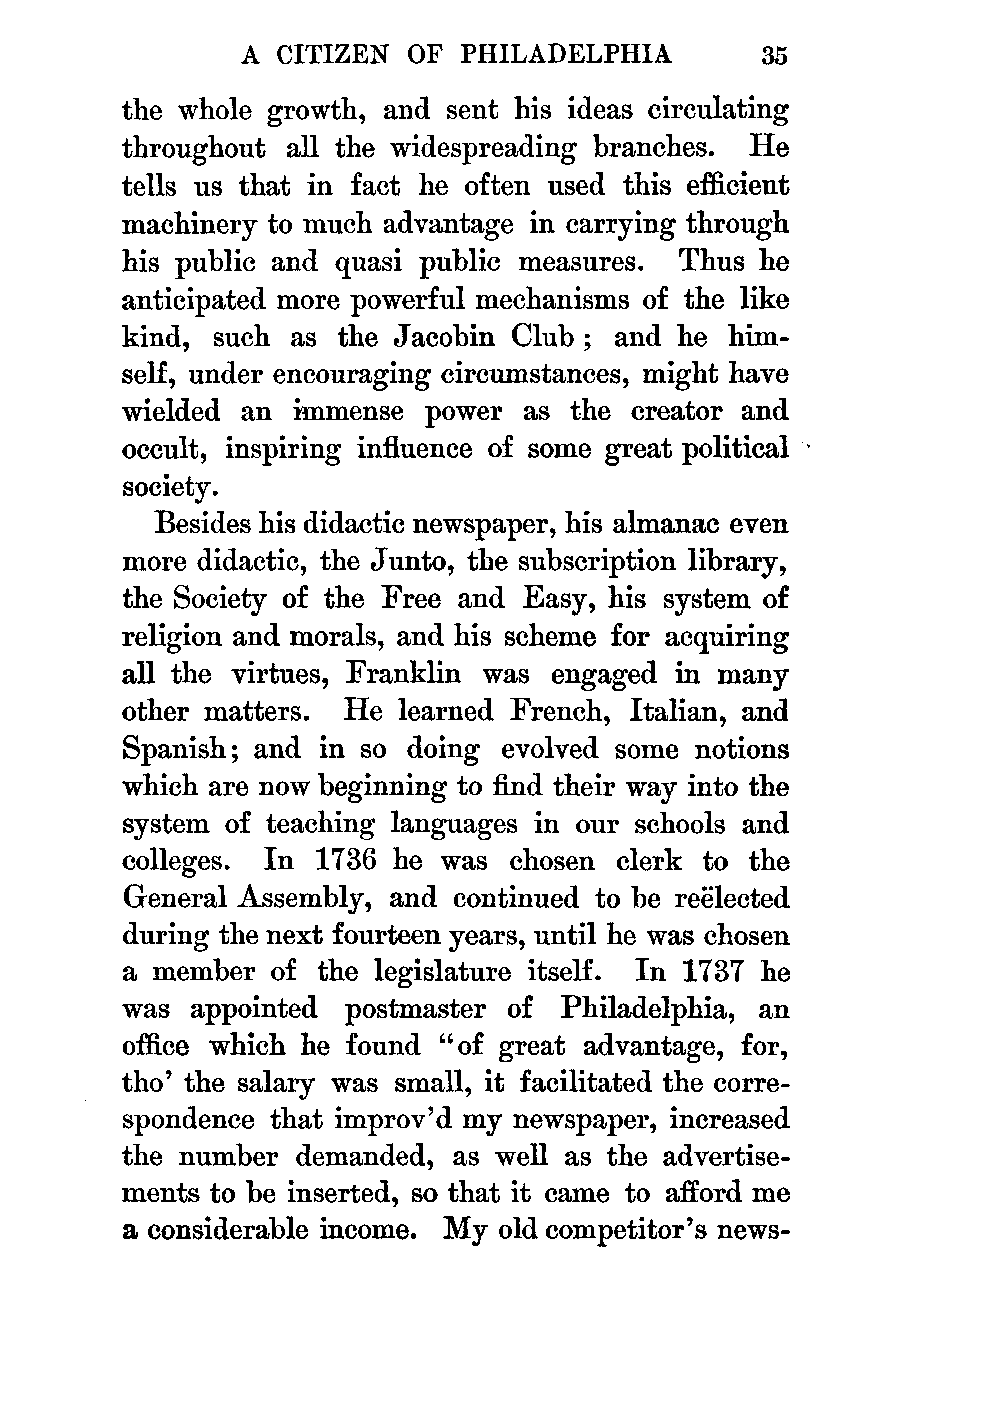 A CITIZEN OF PHILADELPHIA 35
the whole growth, and sent his ideas circulating
throughout all the widespreading branches. He
tells us that in fact he often used this efficient
machinery to much advantage in carrying through
his public and quasi public measures. Thus he
anticipated more powerful mechanisms of the like
kind, such as the Jacobin Club; and he him-
self, under encouraging circumstances, might have
wielded an immense power as the creator and
occult, inspiring influence of some great political
society.
Besides his didactic newspaper, his almanac even
more didactic, the Junto, the subscription library,
the Society of the Free and Easy, his system of
religion and morals, and his scheme for acquiring
all the virtues, Franklin was engaged in many
other matters. He learned French, Italian, and
Spanish; and in so doing evolved some notions
which are now beginning to find their way into the
system of teaching languages in our schools and
colleges. In 1736 he was chosen clerk to the
General Assembly, and continued to be reëlected
during the next fourteen years, until he was chosen
a member of the legislature itself. In 1737 he
was appointed postmaster of Philadelphia, an
office which he found “of great advantage, for,
tho’ the salary was small, it facilitated the corre-
spondence that improv’d my newspaper, increased
the number demanded, as well as the advertise-
ments to be inserted, so that it came to afford me
a considerable income. My old competitor’s news-